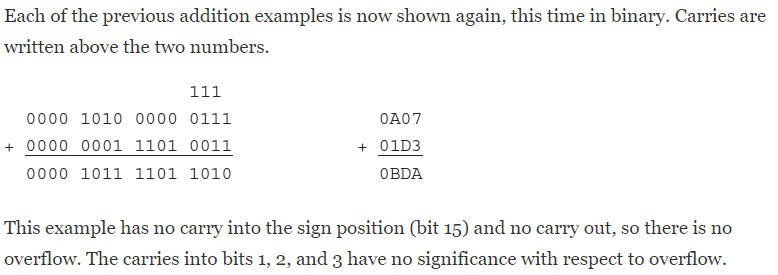 Each of the previous addition examples is now shown again, this time in binary. Carries are
written above the two numbers.
111
0000 1010 0000 0111 0A07
+ 0000 0001 1101 0011 + 01D3
0000 1011 1101 1010 0BDA
This example has no carry into the sign position (bit 15) and no carry out, so there is no
overflow. The carries into bits 1, 2, and 3 have no significance with respect to overflow.